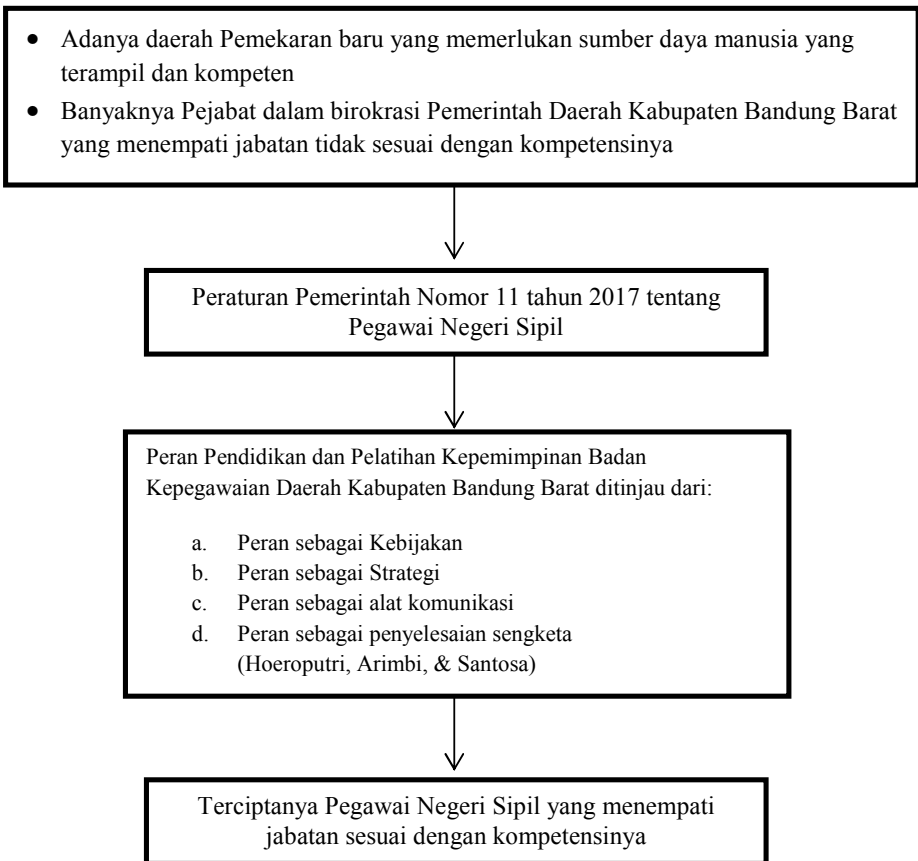 • Adanya daerah Pemekaran baru yang memerlukan sumber daya manusia yang
terampil dan kompeten
• Banyaknya Pejabat dalam birokrasi Pemerintah Daerah Kabupaten Bandung Barat
yang menempati jabatan tidak sesuai dengan kompetensinya
Peraturan Pemerintah Nomor 11 tahun 2017 tentang
Pegawai Negeri Sipil
Peran Pendidikan dan Pelatihan Kepemimpinan Badan
Kepegawaian Daerah Kabupaten Bandung Barat ditinjau dari:
a. Peran sebagai Kebijakan
b. Peran sebagai Strategi
c. Peran sebagai alat komunikasi
d. Peran sebagai penyelesaian sengketa
(Hoeroputri, Arimbi, & Santosa)
Terciptanya Pegawai Negeri Sipil yang menempati
jabatan sesuai dengan kompetensinya